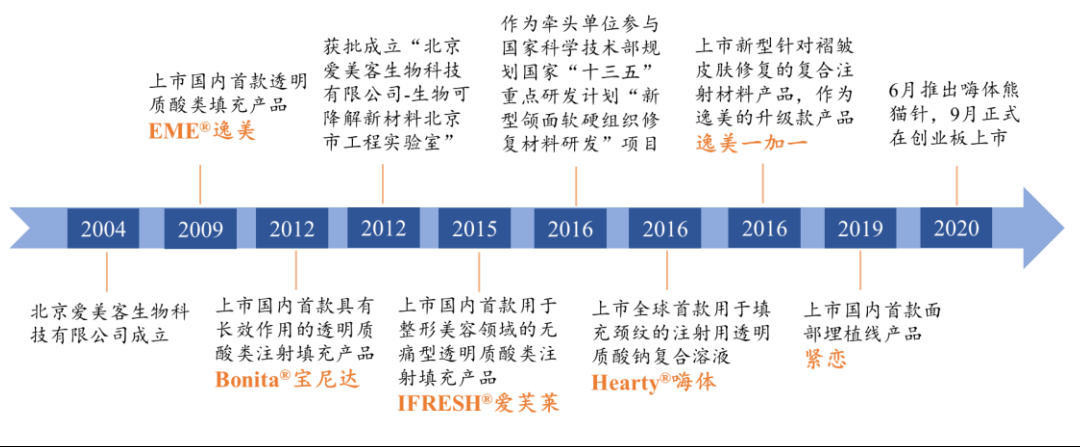 获批成立“北京
爱美客生物科技
有限公司-生物可
降解新材料北京
市工程实验室”
作为牵头单位参与
国家科学技术部规
划国家“十三五”
重点研发计划“新
型颌面软硬组织修
复材料研发”项目
上市新型针对褶皱
皮肤修复的复合注
射材料产品，作为
逸美的升级款产品
逸美一加一
上市国内首款透明
质酸类填充产品
EME®逸美
6月推出嗨体熊
猫针，9月正式
在创业板上市
2004
2009
2012
2012
2015
2016
2016
2016
2019
2020
北京爱美客生物科
技有限公司成立
上市国内首款具有
长效作用的透明质
酸类注射填充产品
Bonita®宝尼达
上市国内首款用于
整形美容领域的无
痛型透明质酸类注
射填充产品
IFRESH®爱芙莱
上市全球首款用于填
充颈纹的注射用透明
质酸钠复合溶液
Hearty®嗨体
上市国内首款面
部埋植线产品
紧恋